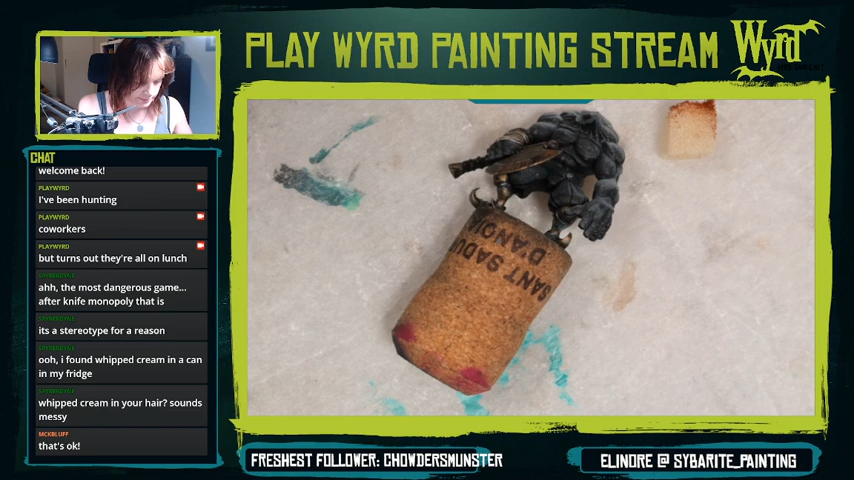 PLAY WYRD PAINTING STREAM
Wyrd
CHAT
welcome back!
PLAYWYRD
I've been hunting
PLAYWYRD
coworkers
PLAYWYRD
but turns out they're all on lunch
ahh, the most dangerous game...
after knife monopoly that is
its a stereotype for a reason
ooh, i found whipped cream in a can
in my fridge
whipped cream in your hair? sounds
messy
MCKBLUFF
that's ok!
SANT SADU
D'ANOI
FRESHEST FOLLOWER: CHOWDERSMUNSTER
ELINORE @ SYBARITE_PAINTING